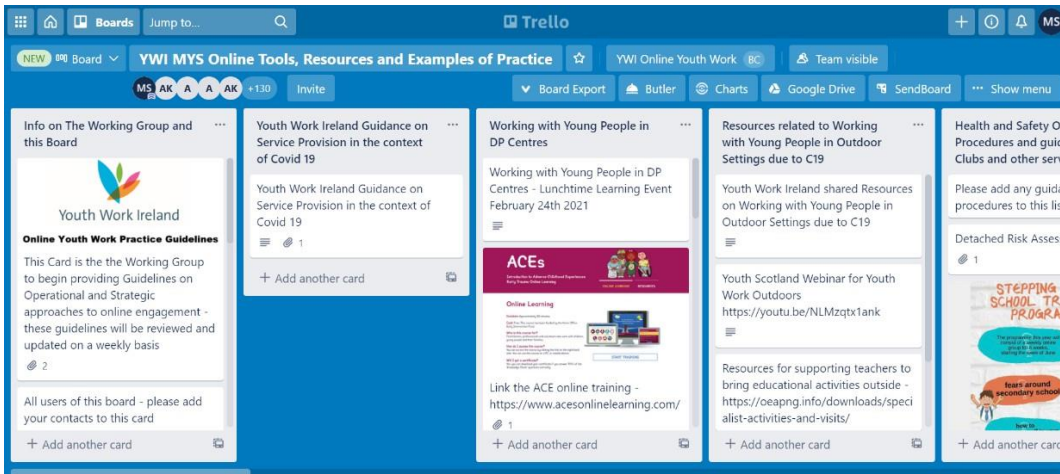 Boards
Jump to...
Trello
MS
NEW
Board
YWI MYS Online Tools, Resources and Examples of Practice
YWI Online Youth Work BC
Team visible
MS AK A A AK +130
Invite
Board Export
Butler
Charts
Google Drive
SendBoard
Show menu
Info on The Working Group and
this Board
Youth Work Ireland
Online Youth Work Practice Guidelines
This Card is the the Working Group
to begin providing Guidelines on
Operational and Strategic
approaches to online engagement -
these guidelines will be reviewed and
updated on a weekly basis
2
All users of this board - please add
your contacts to this card
+ Add another card
Youth Work Ireland Guidance on
Service Provision in the context
of Covid 19
Youth Work Ireland Guidance on
Service Provision in the context of
Covid 19
1
+ Add another card
Working with Young People in
DP Centres
Working with Young People in DP
Centres - Lunchtime Learning Event
February 24th 2021
ACEs
Online Learning
Link the ACE online training -
https://www.acesonlinelearning.com/
1
+ Add another card
Resources related to Working
with Young People in Outdoor
Settings due to C19
Youth Work Ireland shared Resources
on Working with Young People in
Outdoor Settings due to C19
Youth Scotland Webinar for Youth
Work Outdoors
https://youtu.be/NLMzqtx1ank
Resources for supporting teachers to
bring educational activities outside -
https://oeapng.info/downloads/speci
alist-activities-and-visits/
+ Add another card
Health and Safety O
Procedures and guid
Clubs and other serv
Please add any guida
procedures to this lis
Detached Risk Asses
1
STEPPING
SCHOOL TR
PROGRA
fears around
secondary school
how to
+ Add another card